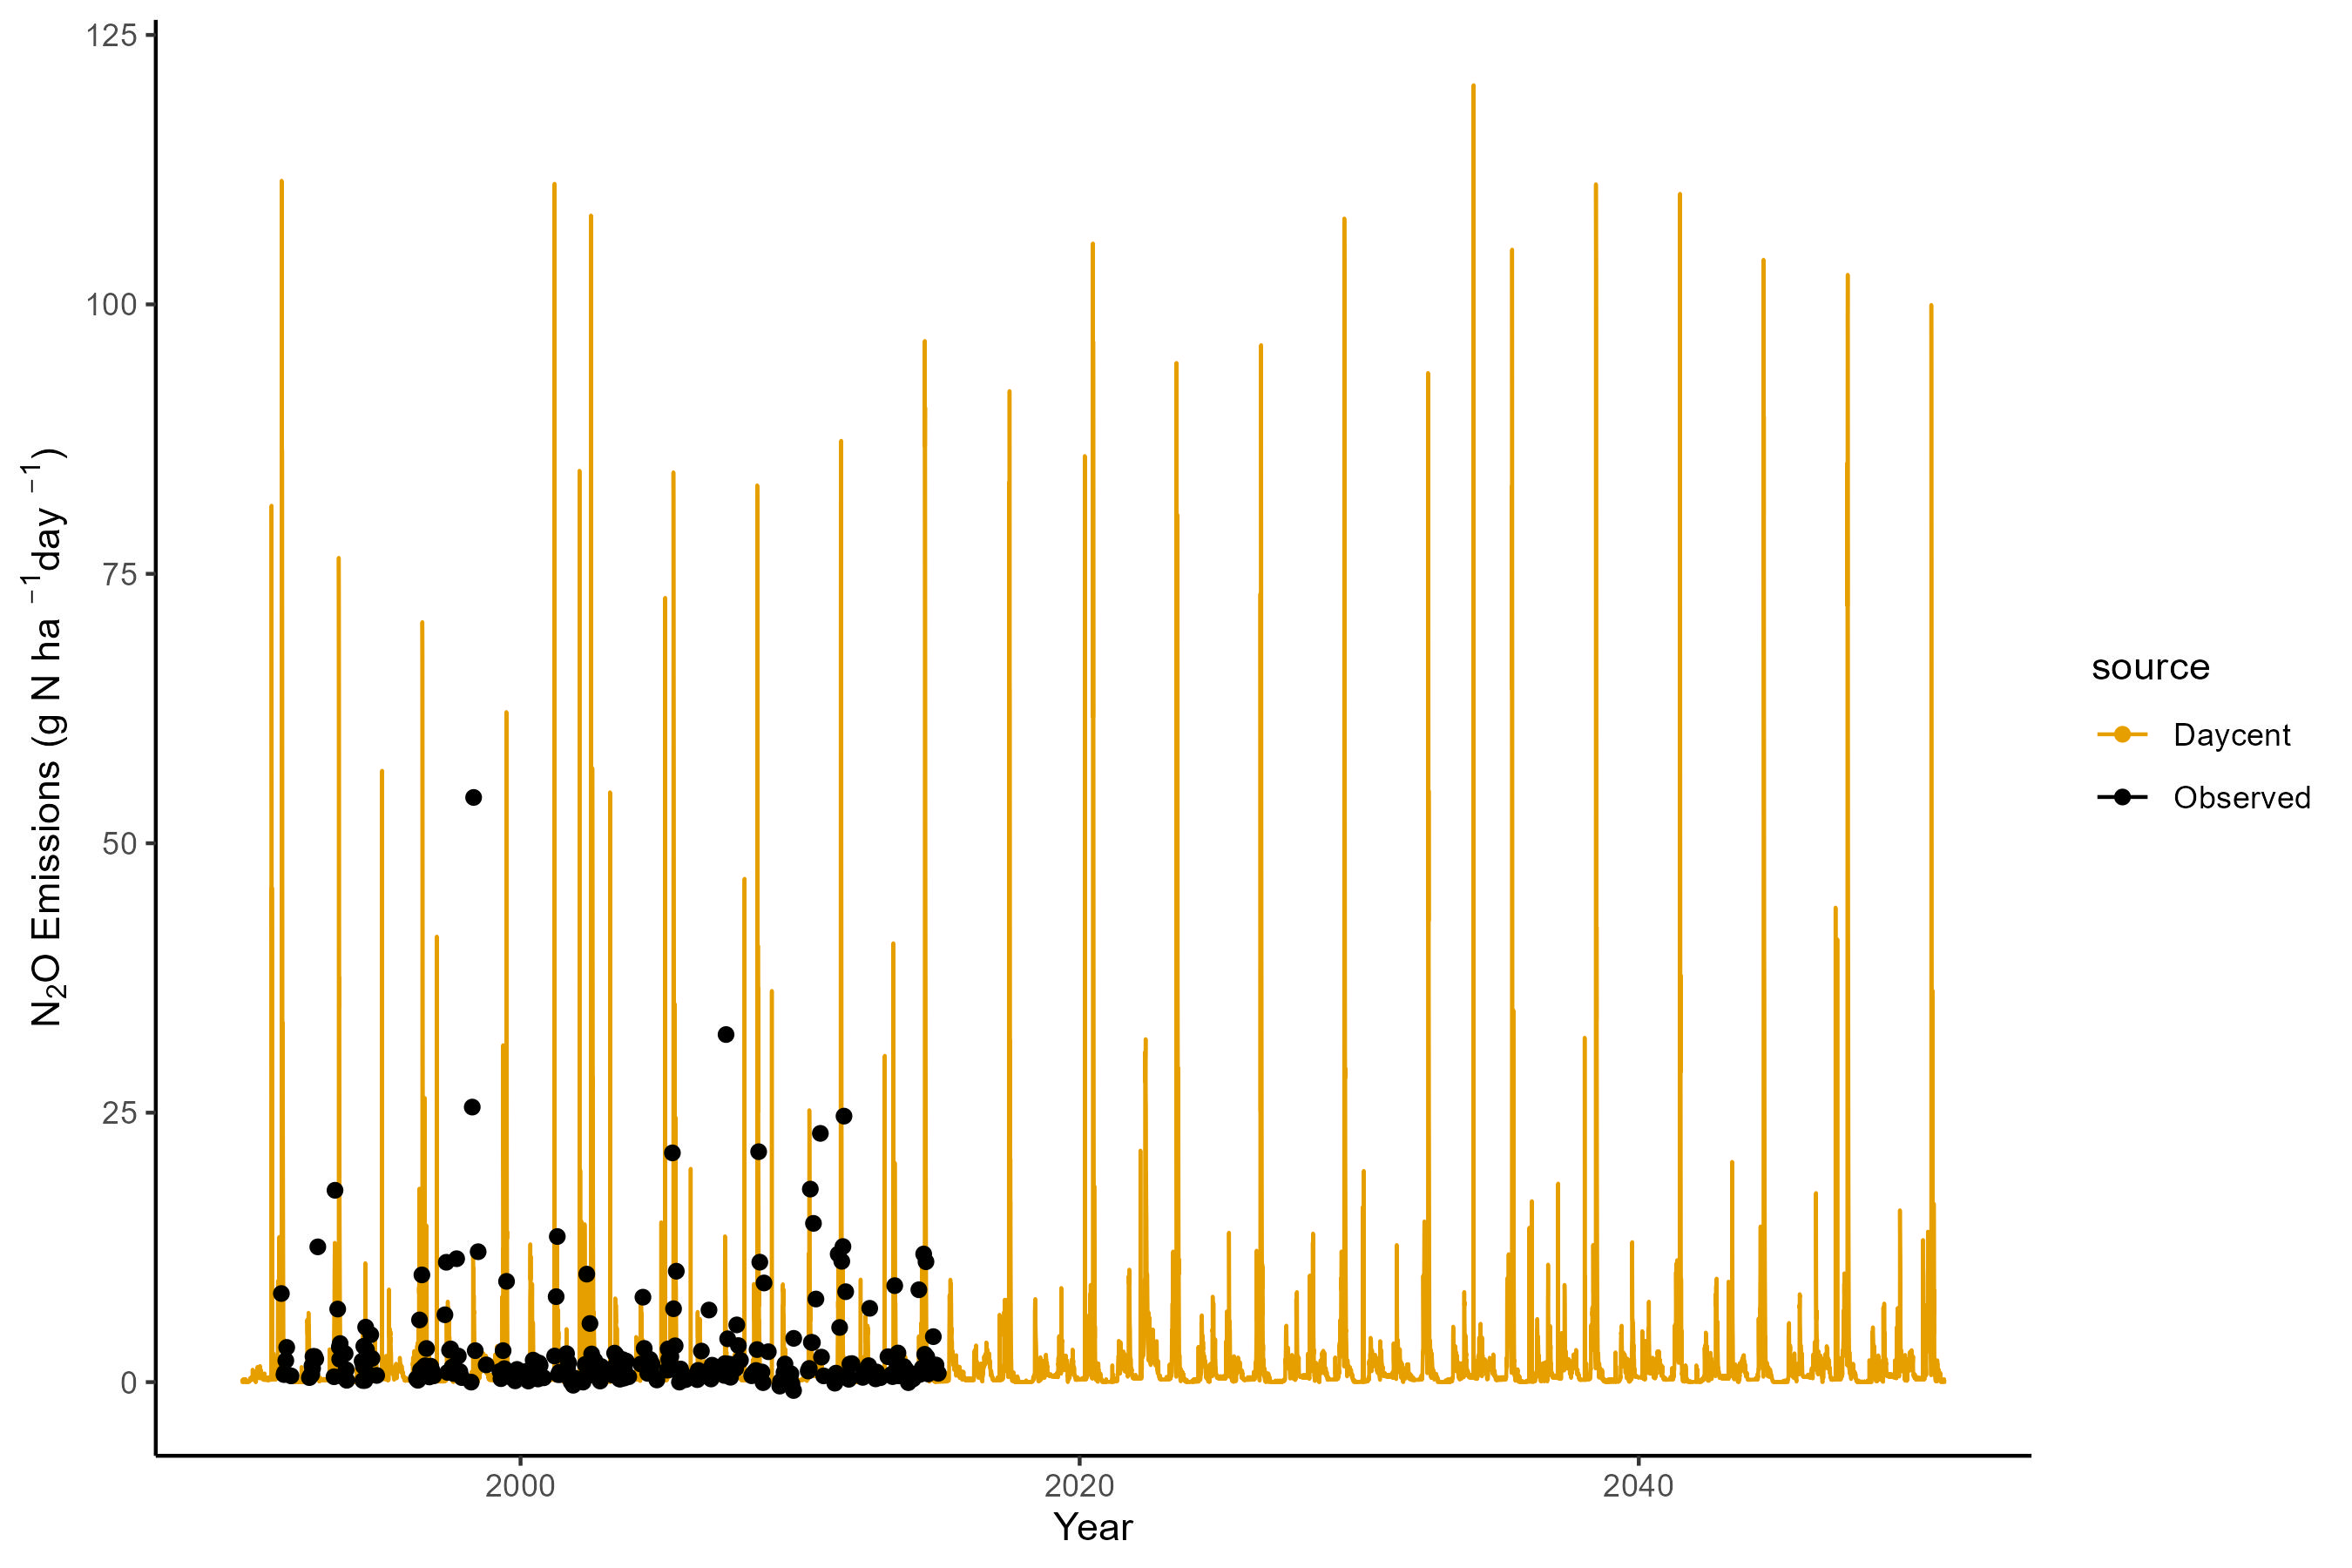 125
100
75
50
25
0
N₂O Emissions (g N ha ⁻¹day ⁻¹)
2000
2020
2040
Year
source
Daycent
Observed